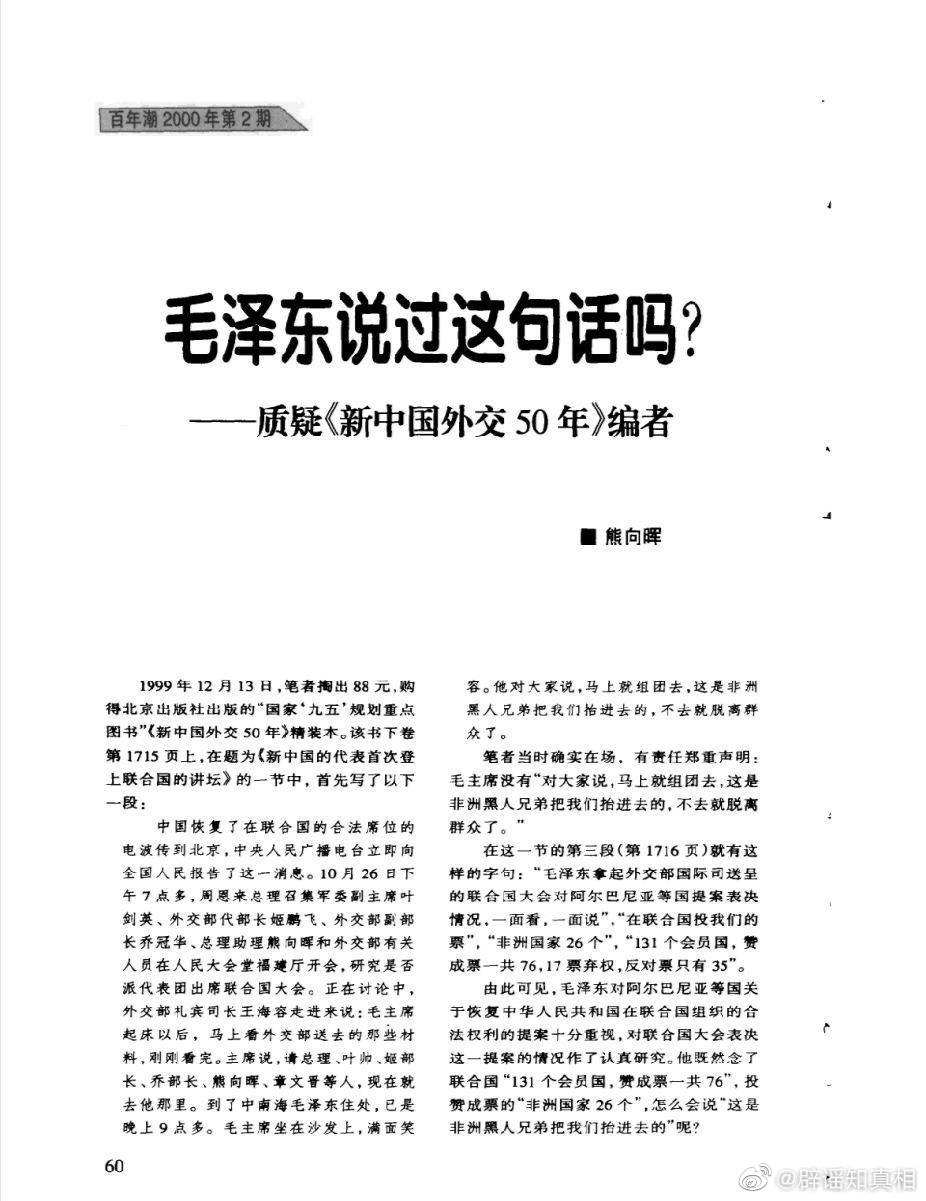 百年潮 2000 年第 2 期
毛泽东说过这句话吗?
——质疑《新中国外交 50 年》编者
■ 熊向晖
1999 年 12 月 13 日,笔者掏出 88 元,购
得北京出版社出版的“国家‘九五’规划重点
图书”《新中国外交 50 年》精装本。该书下卷
第 1715 页上,在题为《新中国的代表首次登
上联合国的讲坛》的一节中,首先写了以下
一段:
中国恢复了在联合国的合法席位的
电波传到北京,中央人民广播电台立即向
全国人民报告了这一消息。10 月 26 日下
午 7 点多,周恩来总理召集军委副主席叶
剑英、外交部代部长姬鹏飞、外交部副部
长乔冠华、总理助理熊向晖和外交部有关
人员在人民大会堂福建厅开会,研究是否
派代表团出席联合国大会。正在讨论中,
外交部礼宾司长王海容走进来说:毛主席
起床以后,马上看外交部送去的那些材
料,刚刚看完。主席说,请总理、叶帅、姬部
长、乔部长、熊向晖、章文晋等人,现在就
去他那里。到了中南海毛泽东住处,已是
晚上 9 点多。毛主席坐在沙发上,满面笑
容。他对大家说,马上就组团去,这是非洲
黑人兄弟把我们抬进去的,不去就脱离群
众了。
笔者当时确实在场,有责任郑重声明:
毛主席没有“对大家说,马上就组团去,这是
非洲黑人兄弟把我们抬进去的,不去就脱离
群众了。”
在这一节的第三段(第 1716 页)就有这
样的字句:“毛泽东拿起外交部国际司送呈
的联合国大会对阿尔巴尼亚等国提案表决
情况,一面看,一面说”,“在联合国投我们的
票”,“非洲国家 26 个”,“131 个会员国,赞
成票一共 76,17 票弃权,反对票只有 35”。
由此可见,毛泽东对阿尔巴尼亚等国关
于恢复中华人民共和国在联合国组织的合
法权利的提案十分重视,对联合国大会表决
这一提案的情况作了认真研究。他既然念了
联合国“131 个会员国,赞成票一共 76”,投
赞成票的“非洲国家 26 个”,怎么会说“这是
非洲黑人兄弟把我们抬进去的”呢?
60
@辟谣知真相